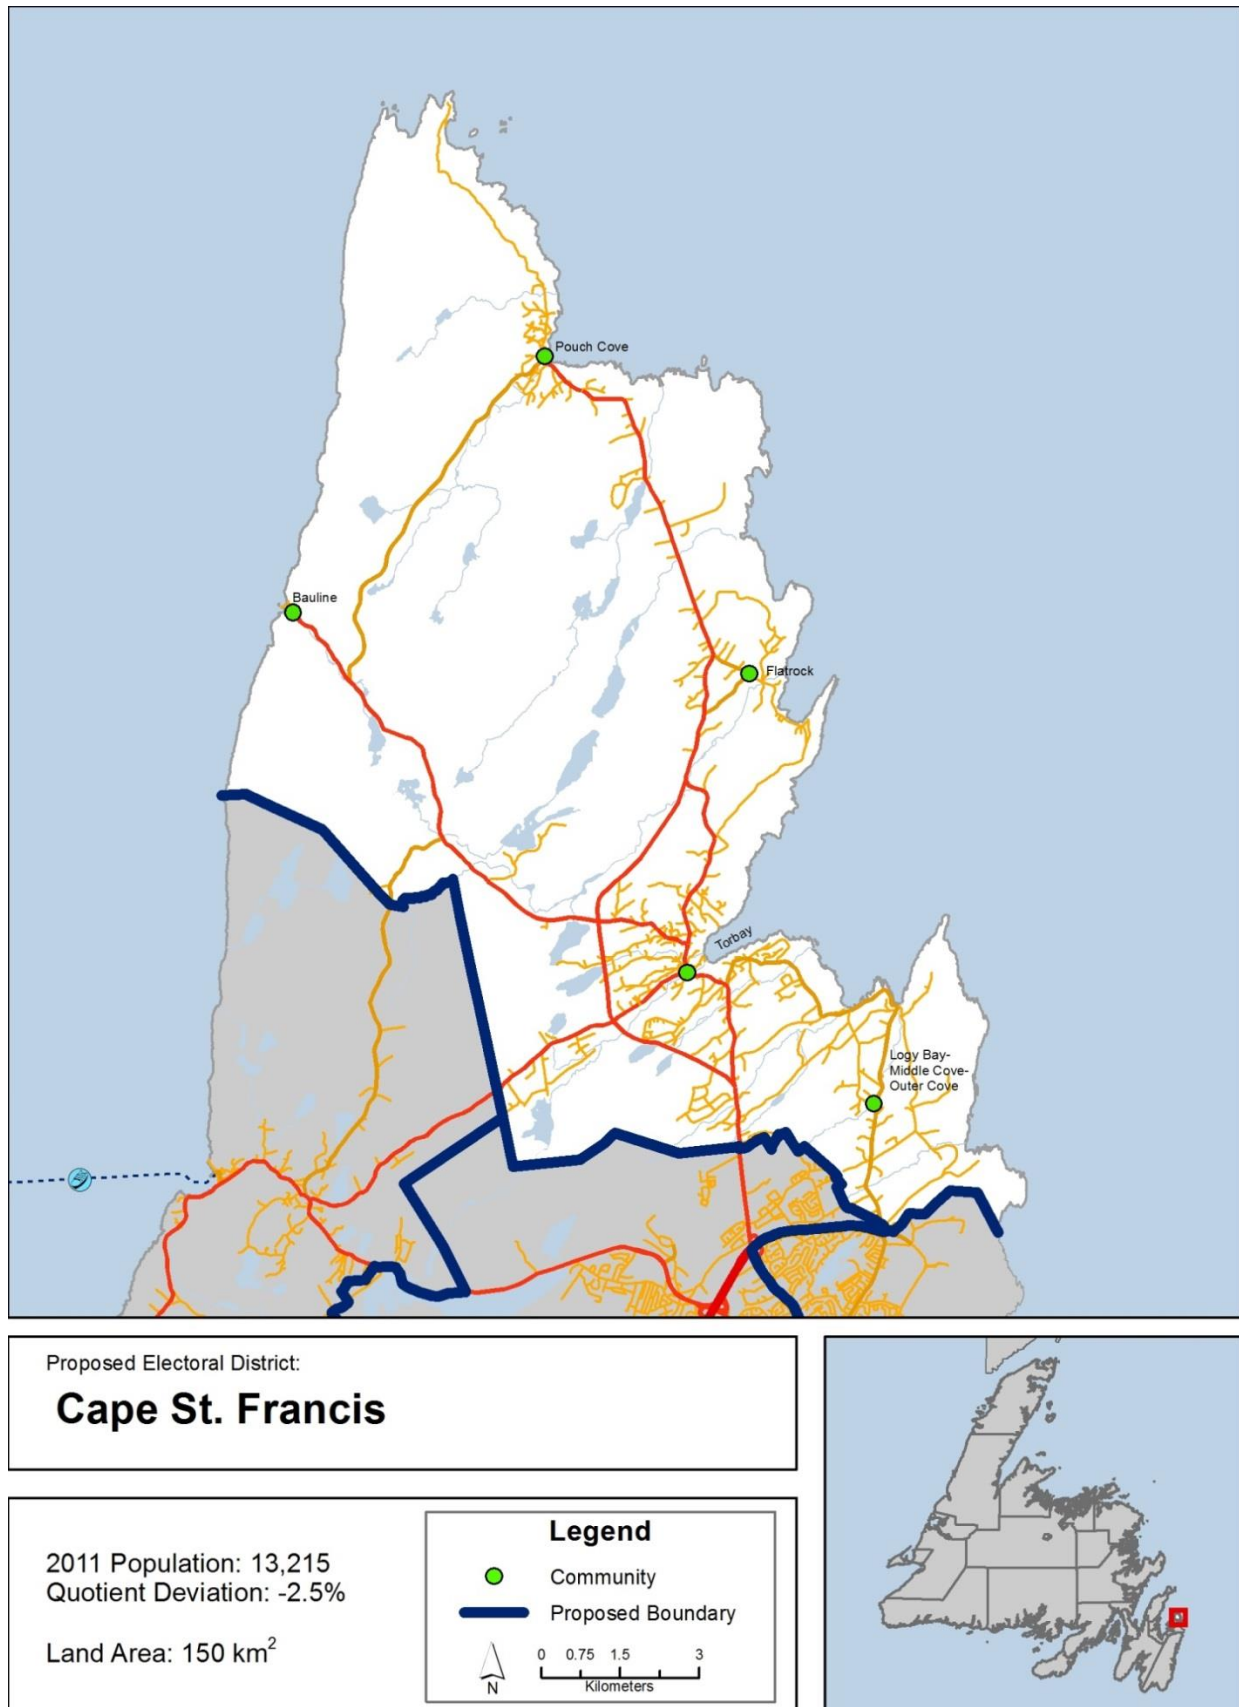 Pouch Cove
Bauline
Flatrock
Torbay
Logy Bay-
Middle Cove-
Outer Cove
Proposed Electoral District:
Cape St. Francis
2011 Population: 13,215
Quotient Deviation: -2.5%
Land Area: 150 km²
Legend
Community
Proposed Boundary
N
0 0.75 1.5 3
Kilometers